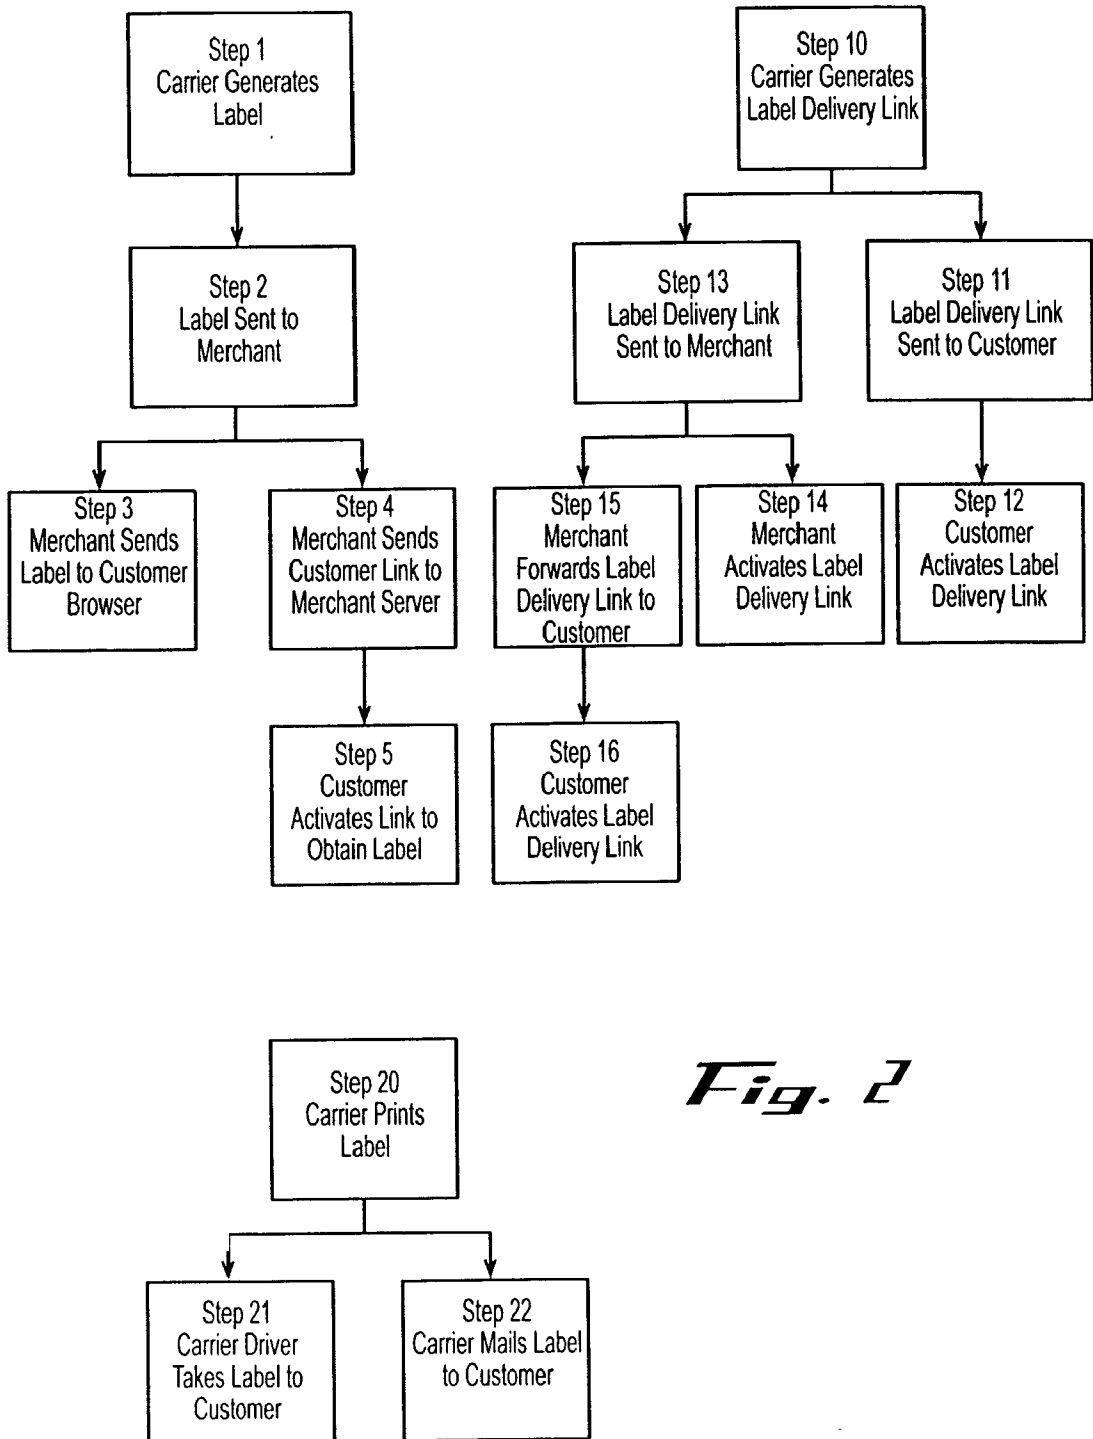 Step 1
Carrier Generates
Label
Step 10
Carrier Generates
Label Delivery Link
Step 2
Label Sent to
Merchant
Step 13
Label Delivery Link
Sent to Merchant
Step 11
Label Delivery Link
Sent to Customer
Step 3
Merchant Sends
Label to Customer
Browser
Step 4
Merchant Sends
Customer Link to
Merchant Server
Step 15
Merchant
Forwards Label
Delivery Link to
Customer
Step 14
Merchant
Activates Label
Delivery Link
Step 12
Customer
Activates Label
Delivery Link
Step 5
Customer
Activates Link to
Obtain Label
Step 16
Customer
Activates Label
Delivery Link
Step 20
Carrier Prints
Label
Fig. 2
Step 21
Carrier Driver
Takes Label to
Customer
Step 22
Carrier Mails Label
to Customer